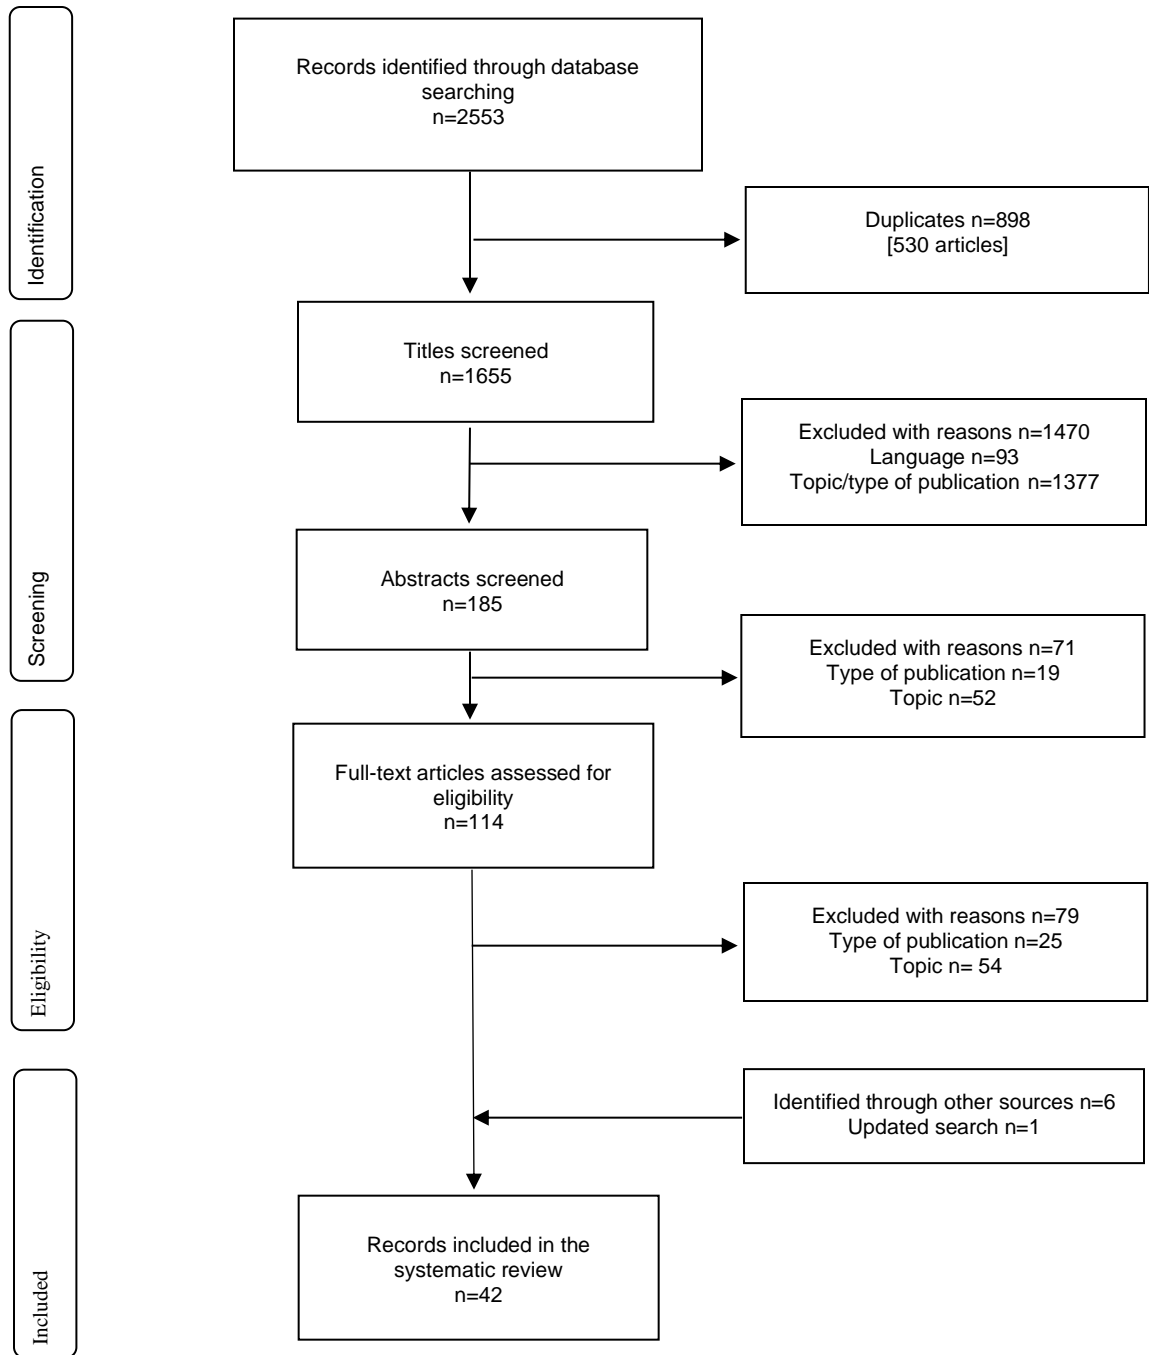 Records identified through database
searching
n=2553
Identification
Duplicates n=898
[530 articles]
Titles screened
n=1655
Excluded with reasons n=1470
Language n=93
Topic/type of publication n=1377
Screening
Abstracts screened
n=185
Excluded with reasons n=71
Type of publication n=19
Topic n=52
Full-text articles assessed for
eligibility
n=114
Eligibility
Excluded with reasons n=79
Type of publication n=25
Topic n= 54
Identified through other sources n=6
Updated search n=1
Included
Records included in the
systematic review
n=42